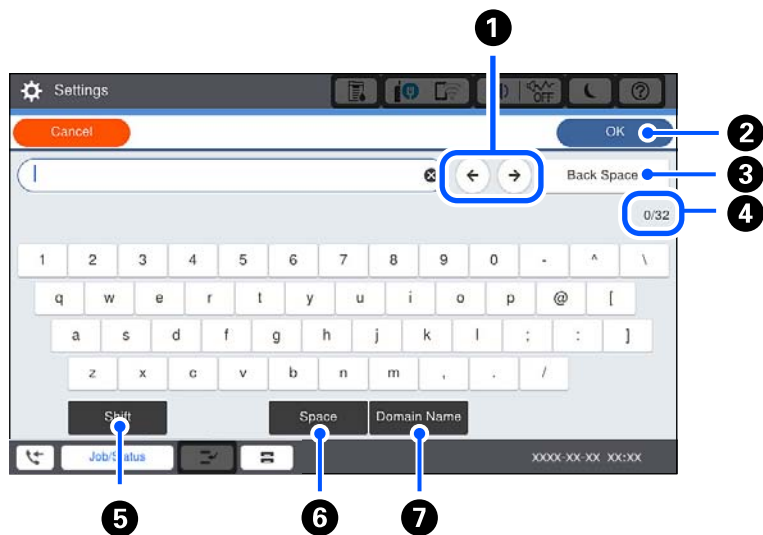 1
Settings
OFF
?
Cancel
OK
2
Back Space
3
0/32
4
1 2 3 4 5 6 7 8 9 0 - ^ \
q w e r t y u i o p @ [
a s d f g h j k l ; : ]
z x c v b n m , . /
Shift Space Domain Name
Job/Status
XXXX-XX-XX XX:XX
5 6 7